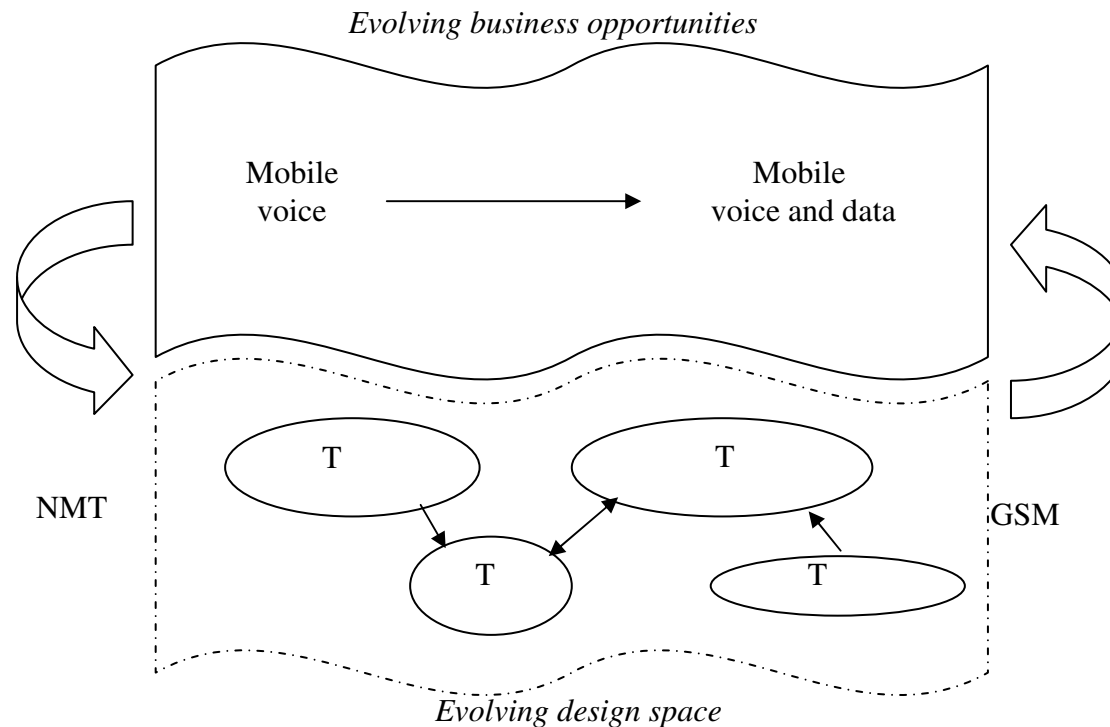 Evolving business opportunities
Mobile
voice
Mobile
voice and data
T
T
NMT
GSM
T
T
Evolving design space